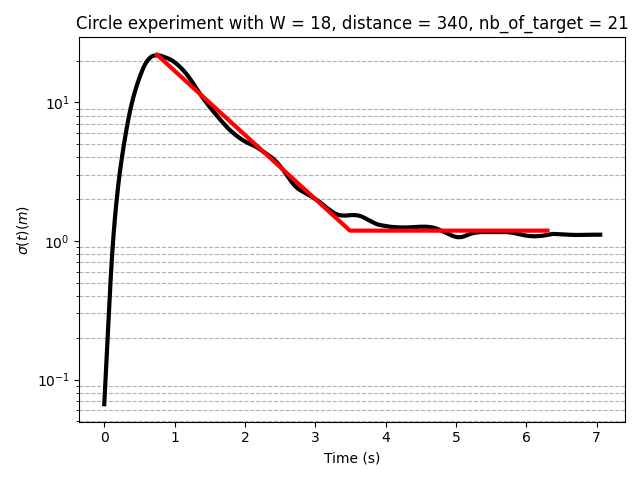 Circle experiment with W = 18, distance = 340, nb_of_target = 21
σ(t)(m)
10¹
10⁰
10⁻¹
0 1 2 3 4 5 6 7
Time (s)